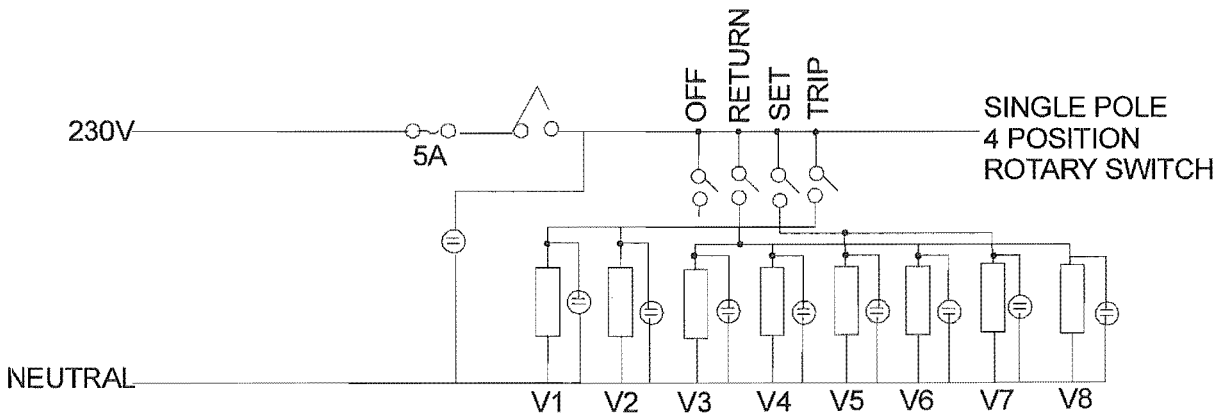 OFF
RETURN
SET
TRIP
230V
5A
SINGLE POLE
4 POSITION
ROTARY SWITCH
NEUTRAL
V1
V2
V3
V4
V5
V6
V7
V8